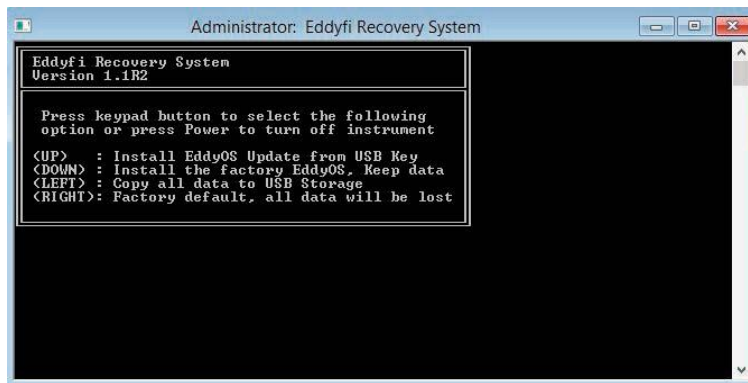 Administrator: Eddyfi Recovery System
Eddyfi Recovery System
Version 1.1R2
Press keypad button to select the following
option or press Power to turn off instrument
<UP>   : Install EddyOS Update from USB Key
<DOWN> : Install the factory EddyOS, Keep data
<LEFT> : Copy all data to USB Storage
<RIGHT>: Factory default, all data will be lost